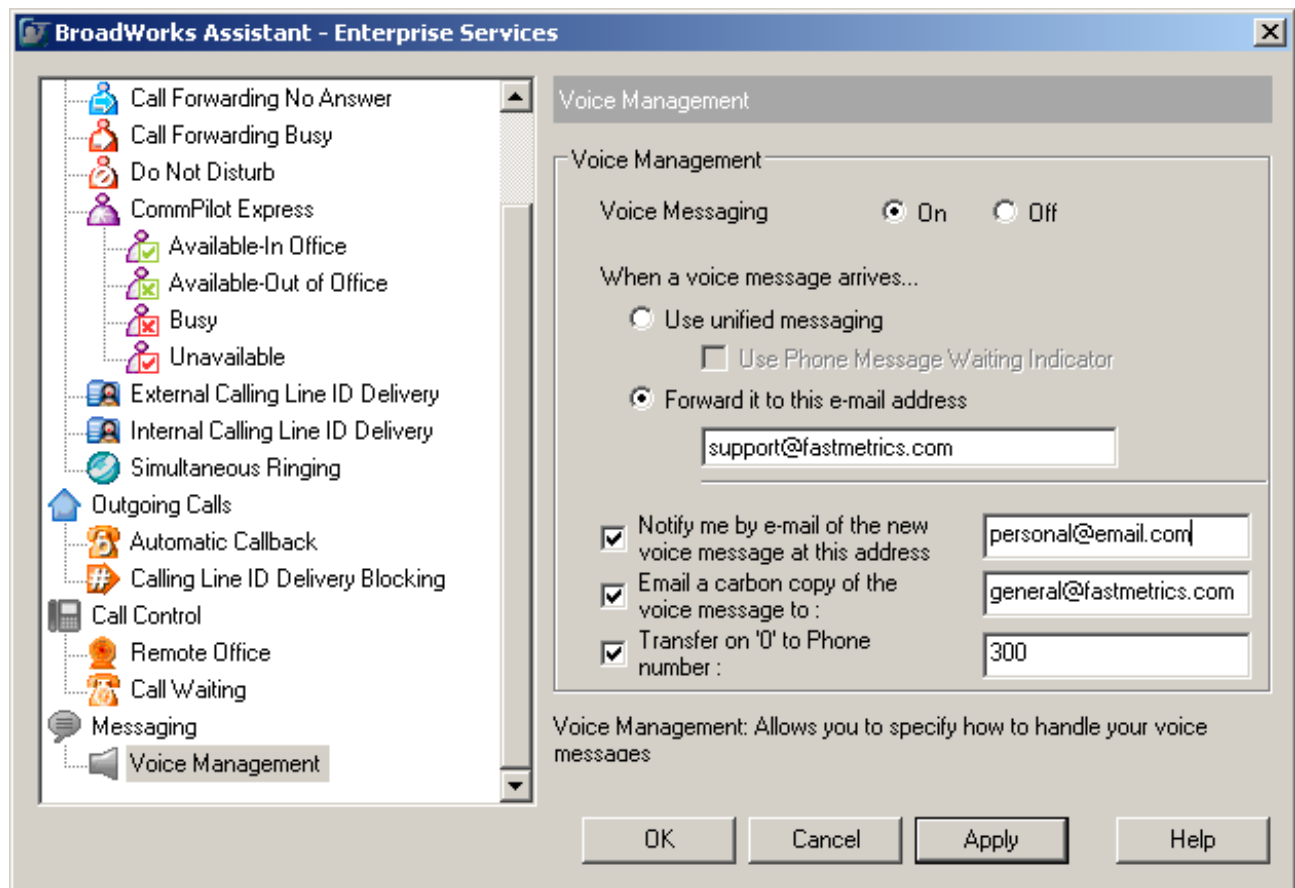 BroadWorks Assistant - Enterprise Services
Call Forwarding No Answer
Call Forwarding Busy
Do Not Disturb
CommPilot Express
Available-In Office
Available-Out of Office
Busy
Unavailable
External Calling Line ID Delivery
Internal Calling Line ID Delivery
Simultaneous Ringing
Outgoing Calls
Automatic Callback
Calling Line ID Delivery Blocking
Call Control
Remote Office
Call Waiting
Messaging
Voice Management
Voice Management
Voice Management
Voice Messaging On Off
When a voice message arrives...
Use unified messaging
Use Phone Message Waiting Indicator
Forward it to this e-mail address
support@fastmetrics.com
Notify me by e-mail of the new
voice message at this address
personal@email.com
Email a carbon copy of the
voice message to :
general@fastmetrics.com
Transfer on '0' to Phone
number :
300
Voice Management: Allows you to specify how to handle your voice
messages
OK Cancel Apply Help